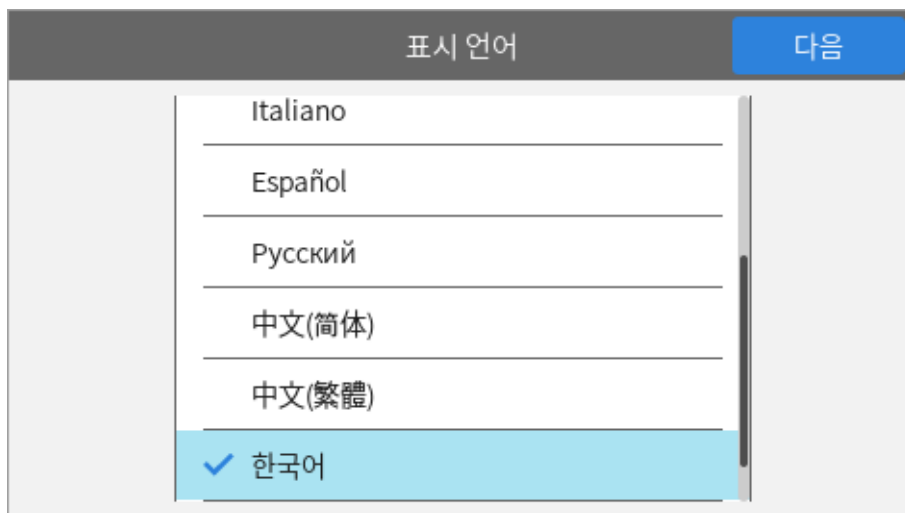 표시 언어
다음
Italiano
Español
Русский
中文(简体)
中文(繁體)
한국어